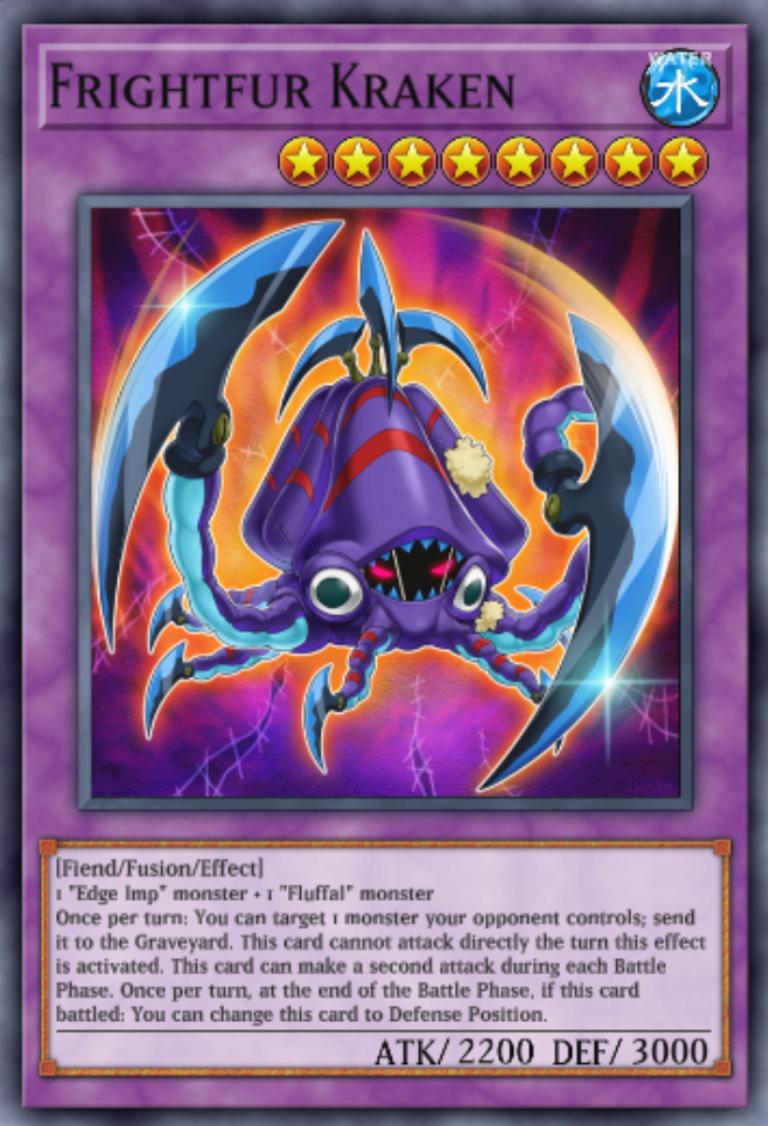 Frightfur Kraken
WATER
水
[Fiend/Fusion/Effect]
1 "Edge Imp" monster + 1 "Fluffal" monster
Once per turn: You can target 1 monster your opponent controls; send
it to the Graveyard. This card cannot attack directly the turn this effect
is activated. This card can make a second attack during each Battle
Phase. Once per turn, at the end of the Battle Phase, if this card
battled: You can change this card to Defense Position.
ATK/ 2200 DEF/ 3000